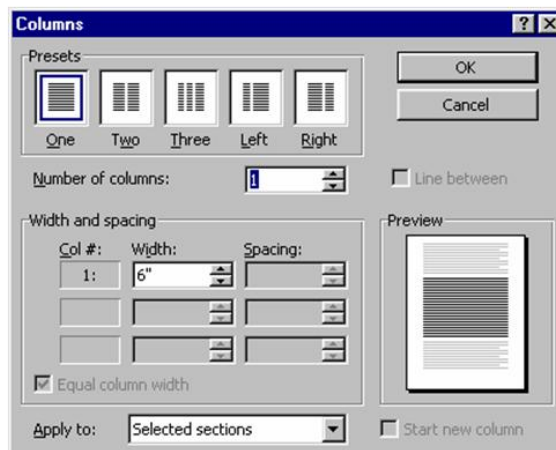 Columns
Presets
OK
Cancel
One Two Three Left Right
Number of columns: 1
Line between
Width and spacing
Preview
Col #: Width: Spacing:
1: 6"
Equal column width
Apply to: Selected sections
Start new column